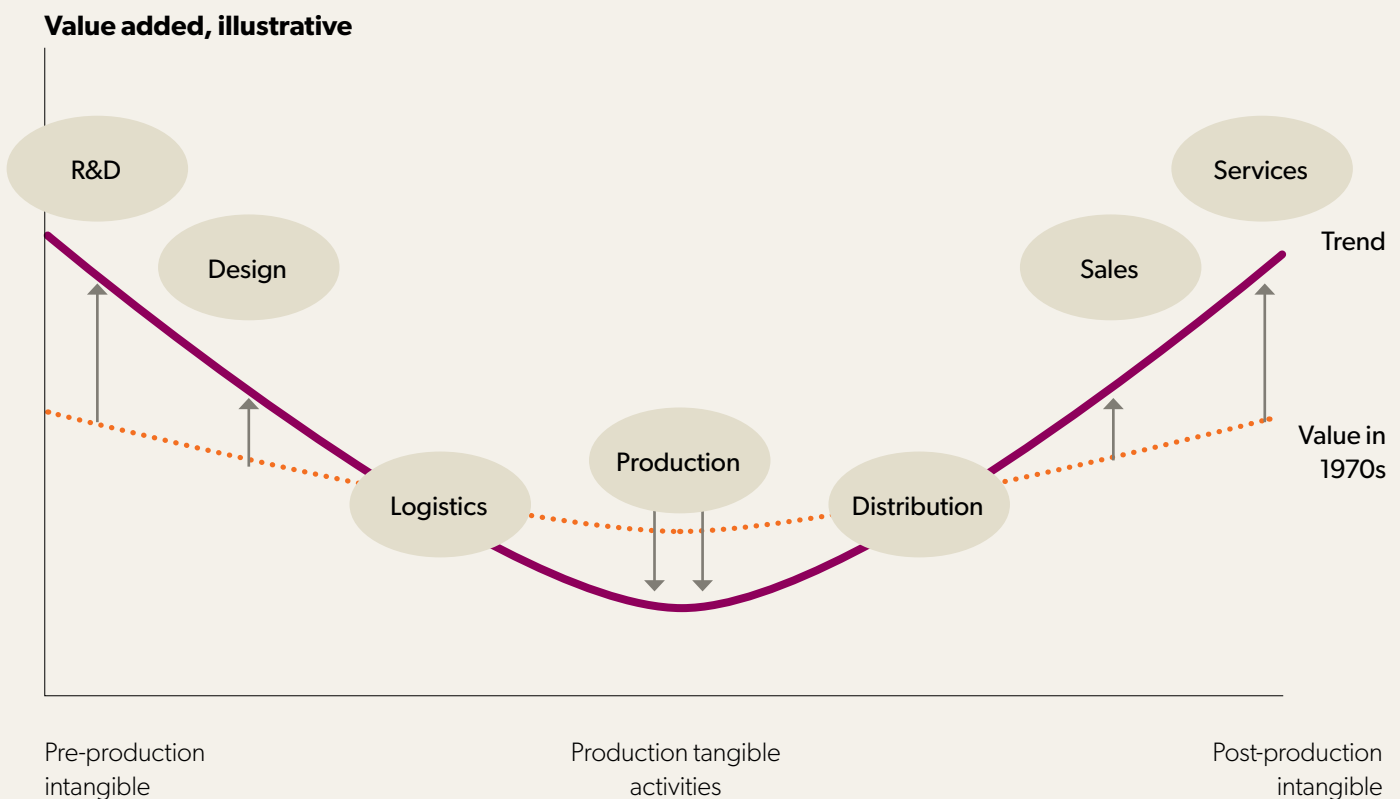 Value added, illustrative
R&D
Services
Design
Sales
Trend
Value in
1970s
Production
Logistics
Distribution
Pre-production
intangible
Production tangible
activities
Post-production
intangible